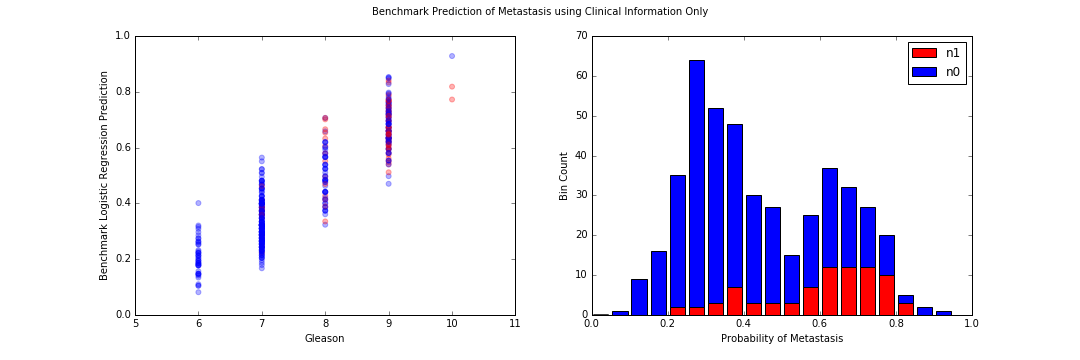 Benchmark Prediction of Metastasis using Clinical Information Only
Benchmark Logistic Regression Prediction
1.0
0.8
0.6
0.4
0.2
0.0
5 6 7 8 9 10 11
Gleason
Bin Count
70
60
50
40
30
20
10
0
n1
n0
0.0 0.2 0.4 0.6 0.8 1.0
Probability of Metastasis